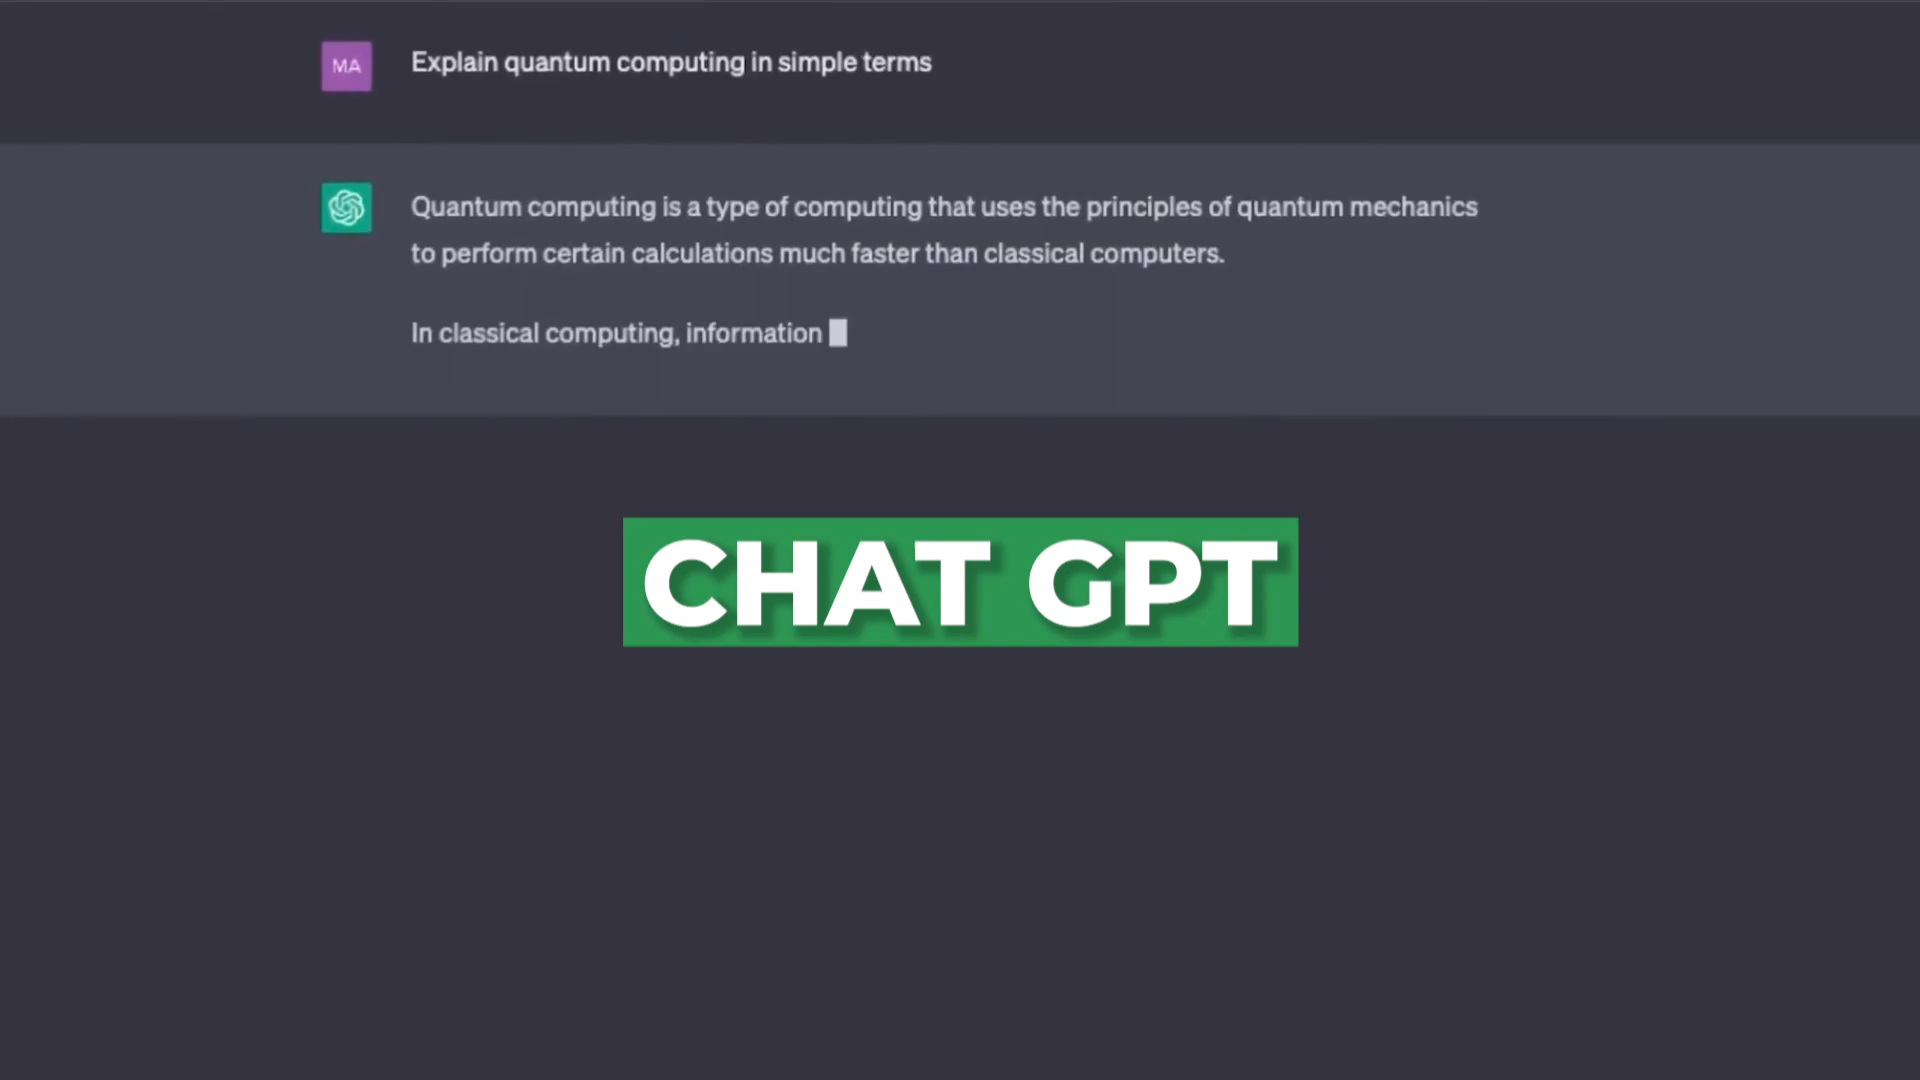 MA
Explain quantum computing in simple terms
Quantum computing is a type of computing that uses the principles of quantum mechanics
to perform certain calculations much faster than classical computers.
In classical computing, information
CHAT GPT